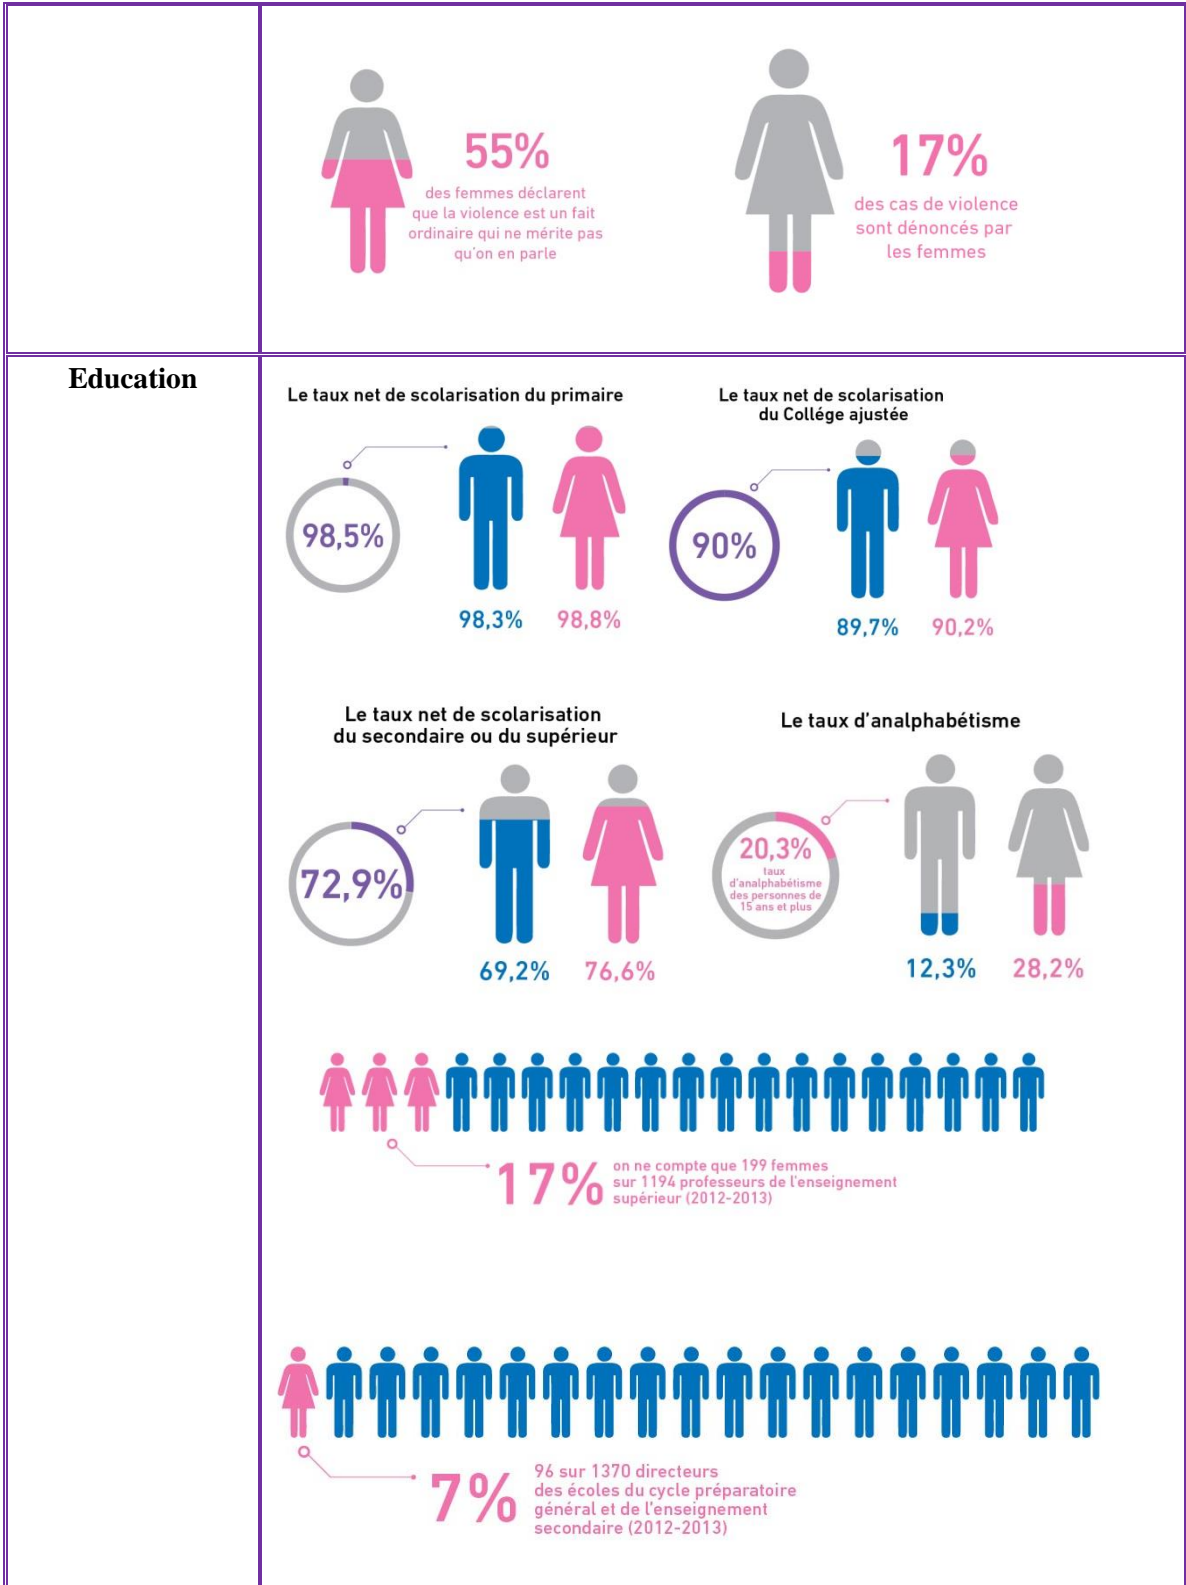 55%
des femmes déclarent
que la violence est un fait
ordinaire qui ne mérite pas
qu'on en parle
17%
des cas de violence
sont dénoncés par
les femmes
Education
Le taux net de scolarisation du primaire
98,5%
98,3%
98,8%
Le taux net de scolarisation
du Collége ajustée
90%
89,7%
90,2%
Le taux net de scolarisation
du secondaire ou du supérieur
72,9%
69,2%
76,6%
Le taux d'analphabétisme
20,3%
taux
d'analphabétisme
des personnes de
15 ans et plus
12,3%
28,2%
17%
on ne compte que 199 femmes
sur 1194 professeurs de l'enseignement
supérieur (2012-2013)
7%
96 sur 1370 directeurs
des écoles du cycle préparatoire
général et de l'enseignement
secondaire (2012-2013)